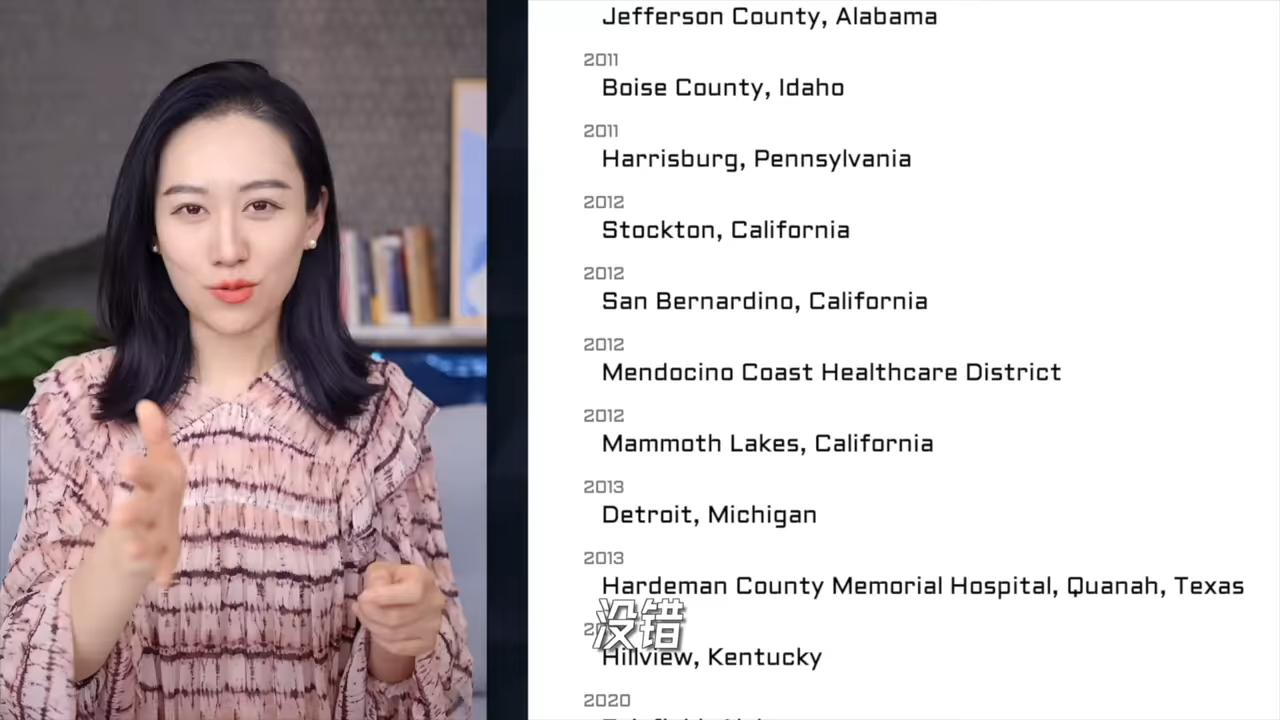 Jefferson County, Alabama
2011
Boise County, Idaho
2011
Harrisburg, Pennsylvania
2012
Stockton, California
2012
San Bernardino, California
2012
Mendocino Coast Healthcare District
2012
Mammoth Lakes, California
2013
Detroit, Michigan
2013
Hardeman County Memorial Hospital, Quanah, Texas
没错
Hillview, Kentucky
2020